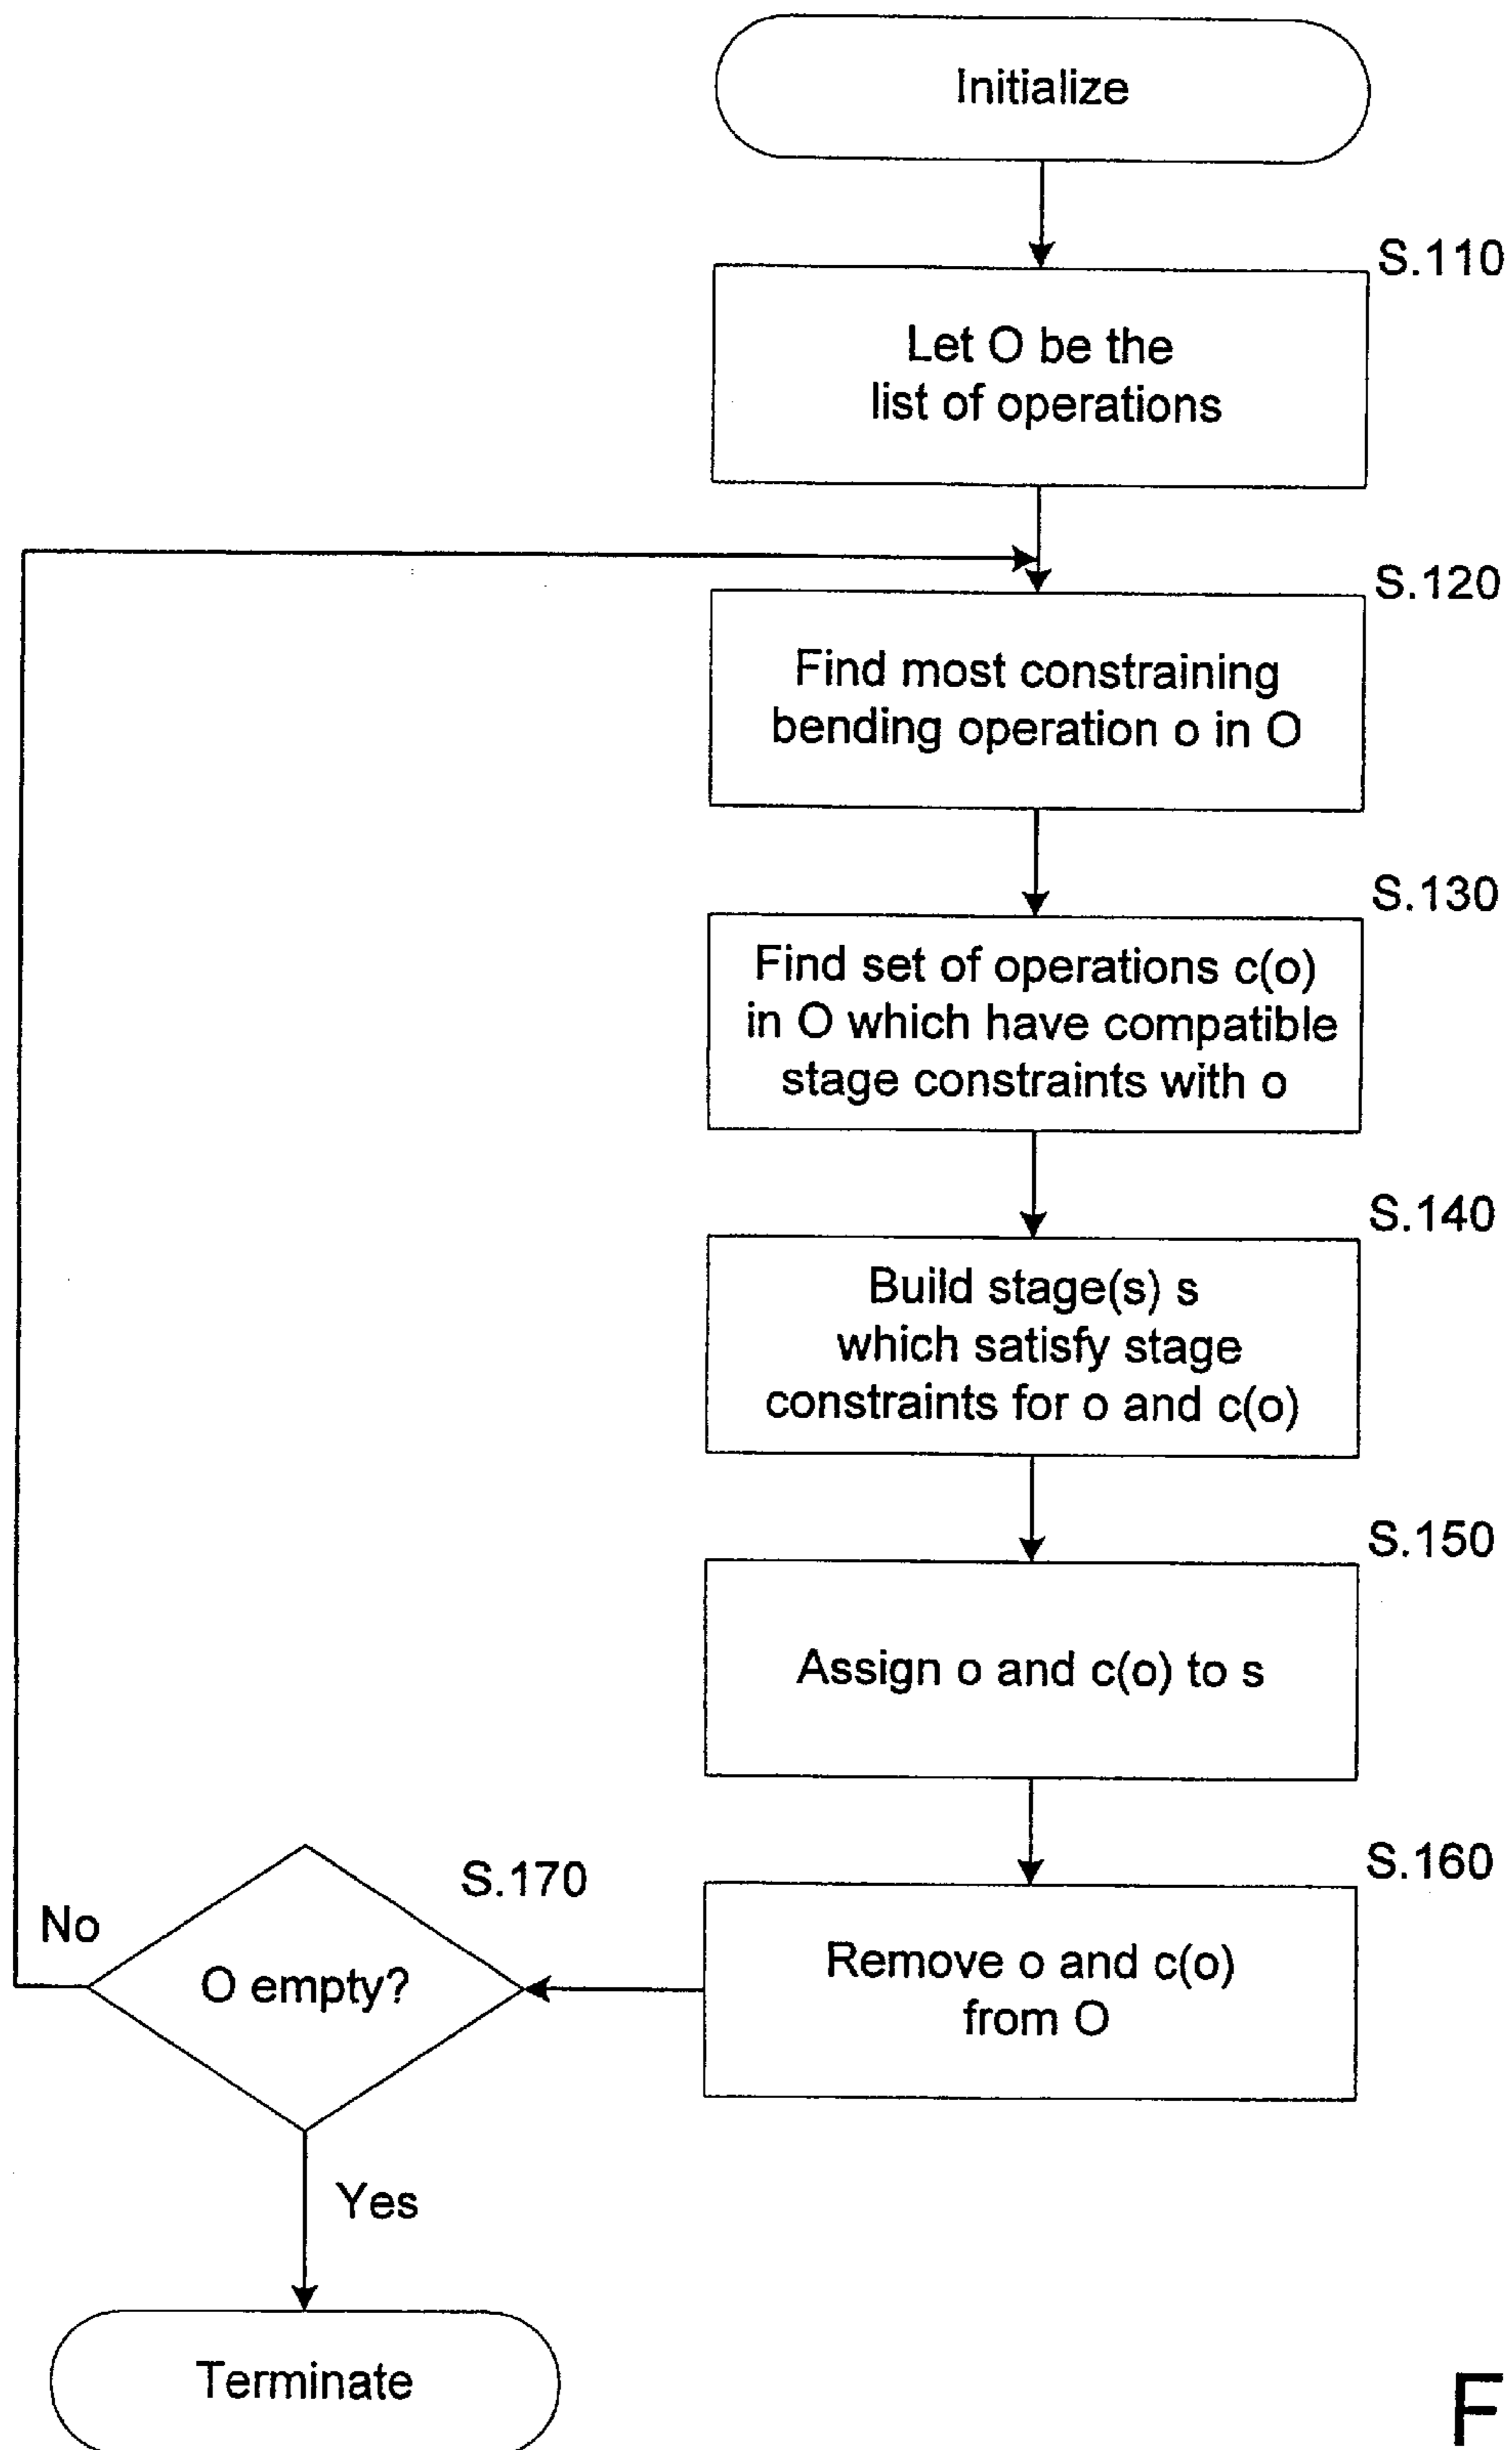 Initialize
S.110
Let O be the
list of operations
S.120
Find most constraining
bending operation o in O
S.130
Find set of operations c(o)
in O which have compatible
stage constraints with o
S.140
Build stage(s) s
which satisfy stage
constraints for o and c(o)
S.150
Assign o and c(o) to s
S.160
Remove o and c(o)
from O
S.170
No
O empty?
Yes
Terminate
F